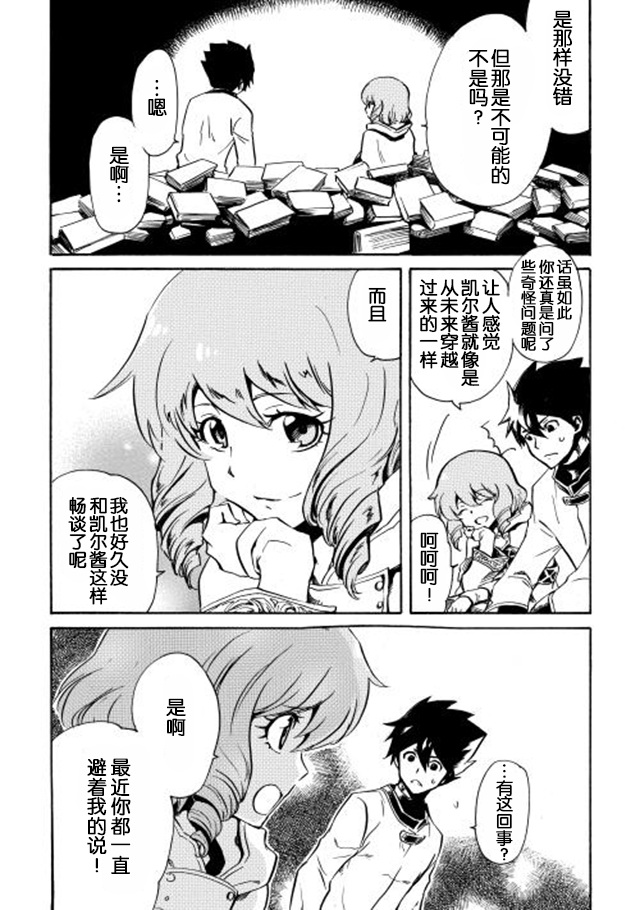 是那样没错
但那是不可能的
不是吗？
…嗯
是啊…
话虽如此
你还真是问了
些奇怪问题呢
让人感觉
凯尔酱就像是
从未来穿越
过来的一样
呵呵呵！
而且
我也好久没
和凯尔酱这样
畅谈了呢
…有这回事？
是啊
最近你都一直
避着我的说！